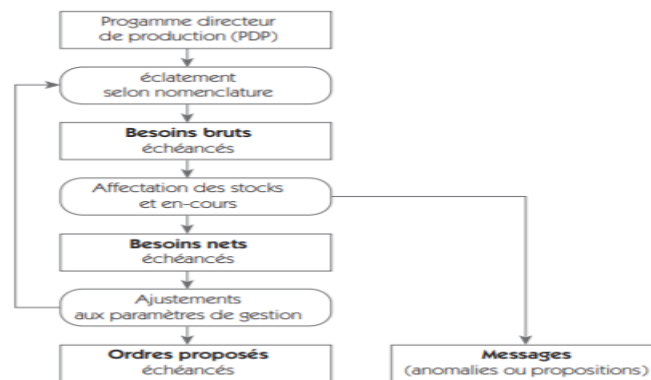 Progamme directeur
de production (PDP)
éclatement
selon nomenclature
Besoins bruts
échéancés
Affectation des stocks
et en-cours
Besoins nets
échéancés
Ajustements
aux paramètres de gestion
Ordres proposés
échéancés
Messages
(anomalies ou propositions)